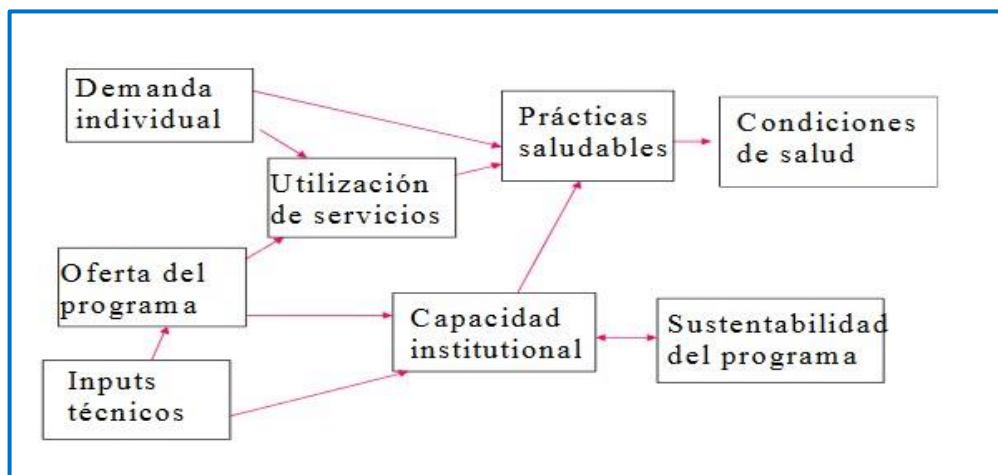 Demanda
individual
Prácticas
saludables
Condiciones
de salud
Utilización
de servicios
Oferta del
programa
Capacidad
institutional
Sustentabilidad
del programa
Inputs
técnicos